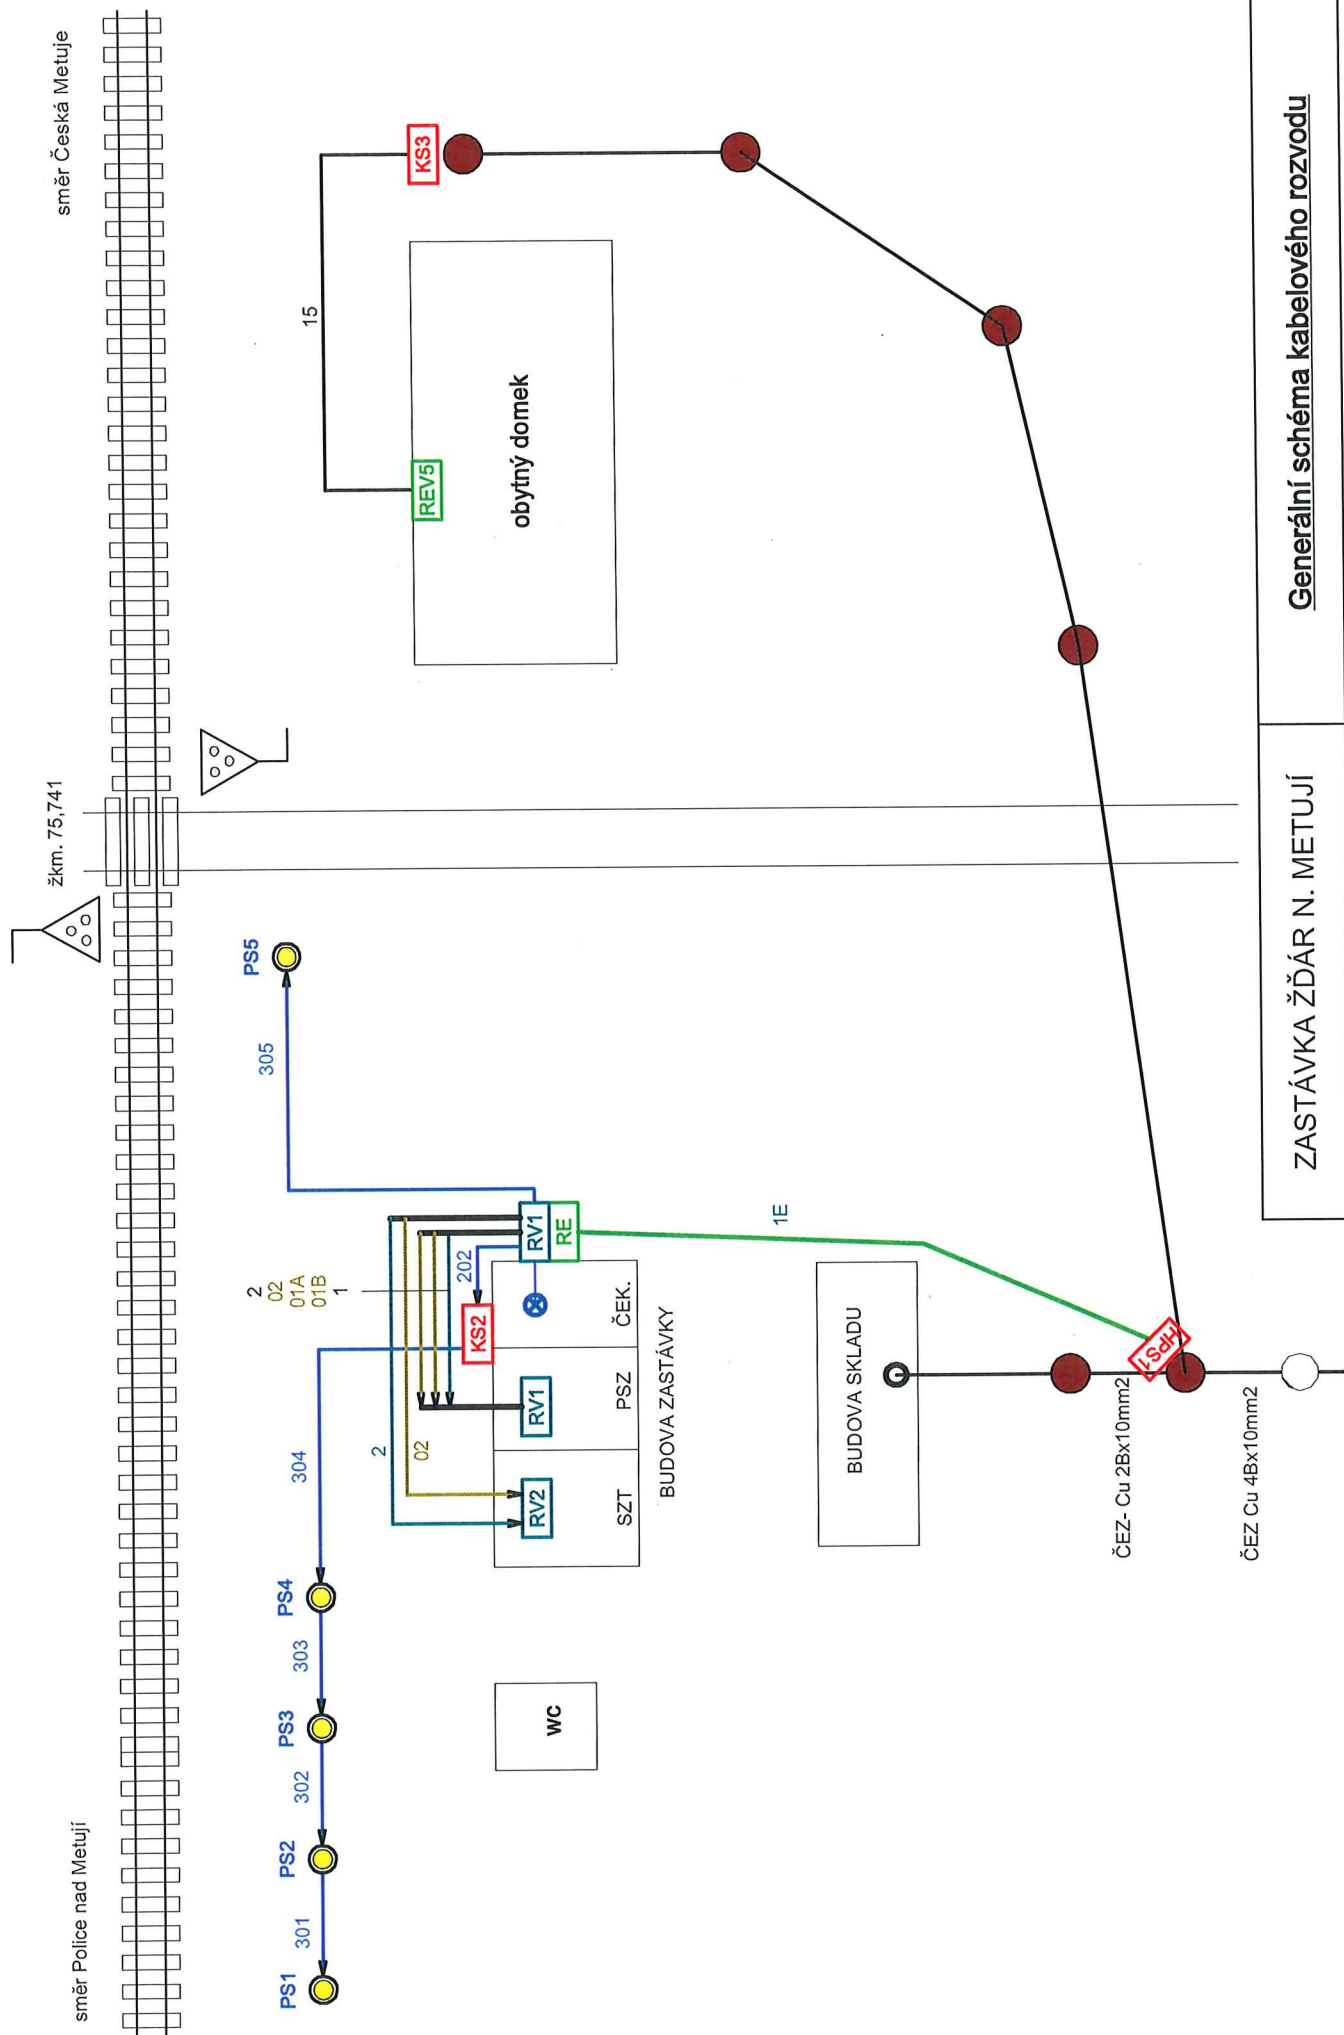 směr Police nad Metují
žkm. 75,741
směr Česká Metuje
PS1
301
PS2
302
PS3
303
PS4
304
PS5
305
2
02
01A
01B
1
2
02
202
KS2
RV2
RV1
RV1
RE
SZT
PSZ
ČEK.
BUDOVA ZASTÁVKY
WC
15
KS3
REV5
obytný domek
1E
BUDOVA SKLADU
HPS1
ČEZ- Cu 2Bx10mm2
ČEZ Cu 4Bx10mm2
ZASTÁVKA ŽĎÁR N. METUJÍ
Generální schéma kabelového rozvodu